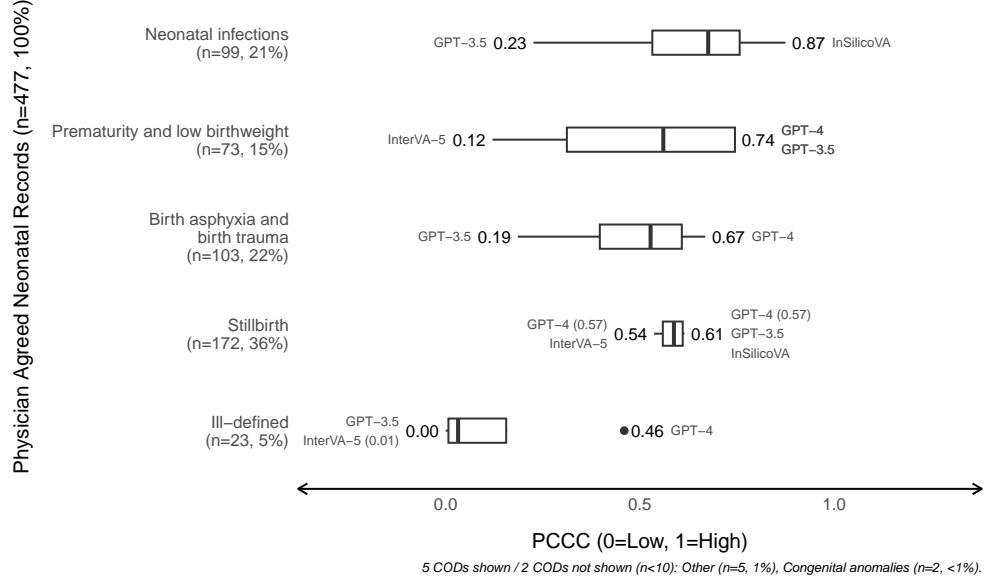 Physician Agreed Neonatal Records (n=477, 100%)
Neonatal infections
(n=99, 21%)
GPT−3.5 0.23
0.87 InSilicoVA
Prematurity and low birthweight
(n=73, 15%)
InterVA−5 0.12
0.74 GPT−4
GPT−3.5
Birth asphyxia and
birth trauma
(n=103, 22%)
GPT−3.5 0.19
0.67 GPT−4
Stillbirth
(n=172, 36%)
GPT−4 (0.57)
InterVA−5
0.54
0.61
GPT−4 (0.57)
GPT−3.5
InSilicoVA
Ill−defined
(n=23, 5%)
GPT−3.5
InterVA−5 (0.01)
0.00
0.46 GPT−4
0.0 0.5 1.0
PCCC (0=Low, 1=High)
5 CODs shown / 2 CODs not shown (n<10): Other (n=5, 1%), Congenital anomalies (n=2, <1%).